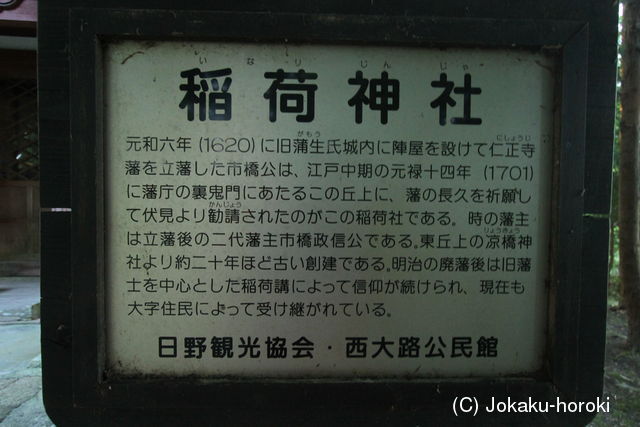 いなりじんじゃ
稲荷神社
がもう にしょうじ
元和六年 (1620) に旧蒲生氏城内に陣屋を設けて仁正寺
藩を立藩した市橋公は、江戸中期の元禄十四年 (1701)
に藩庁の裏鬼門にあたるこの丘上に、藩の長久を祈願し
かんじょう
て伏見より勧請されたのがこの稲荷社である。時の藩主
りょうきょう
は立藩後の二代藩主市橋政信公である。東丘上の凉橋神
社より約二十年ほど古い創建である。明治の廃藩後は旧藩
士を中心とした稲荷講によって信仰が続けられ、現在も
大字住民によって受け継がれている。
日野観光協会・西大路公民館
(C) Jokaku-horoki